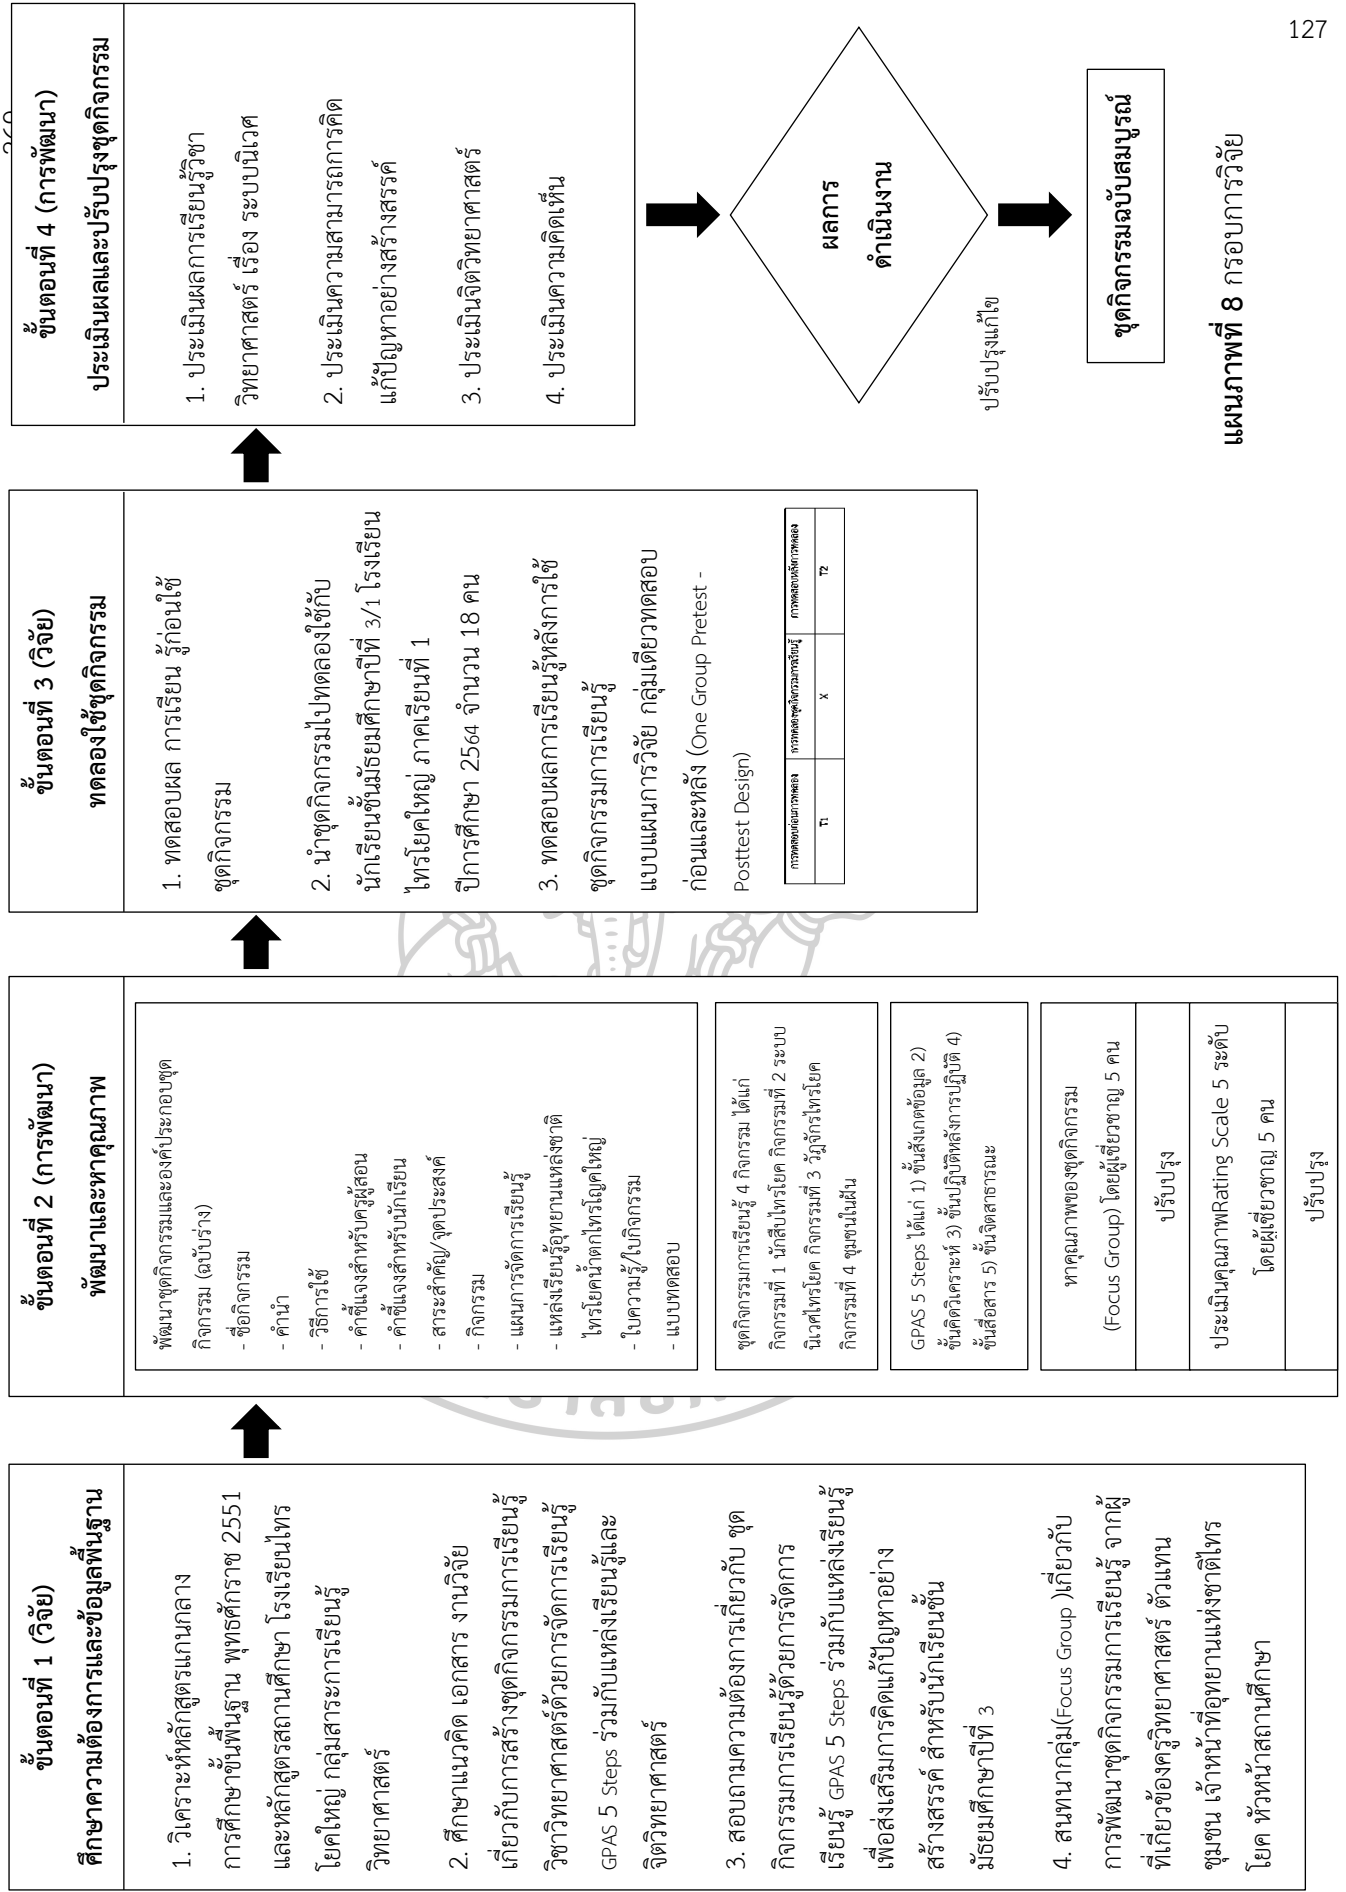 127
ขั้นตอนที่ 1 (วิจัย)
ศึกษาความต้องการและข้อมูลพื้นฐาน
1. วิเคราะห์หลักสูตรแกนกลาง
การศึกษาขั้นพื้นฐาน พุทธศักราช 2551
และหลักสูตรสถานศึกษา โรงเรียนไทร
โยคใหญ่ กลุ่มสาระการเรียนรู้
วิทยาศาสตร์
2. ศึกษาแนวคิด เอกสาร งานวิจัย
เกี่ยวกับการสร้างชุดกิจกรรมการเรียนรู้
วิชาวิทยาศาสตร์ด้วยการจัดการเรียนรู้
GPAS 5 Steps ร่วมกับแหล่งเรียนรู้และ
จิตวิทยาศาสตร์
3. สอบถามความต้องการเกี่ยวกับ ชุด
กิจกรรมการเรียนรู้ด้วยการจัดการ
เรียนรู้ GPAS 5 Steps ร่วมกับแหล่งเรียนรู้
เพื่อส่งเสริมการคิดแก้ปัญหาอย่าง
สร้างสรรค์ สำหรับนักเรียนชั้น
มัธยมศึกษาปีที่ 3
4. สนทนากลุ่ม(Focus Group )เกี่ยวกับ
การพัฒนาชุดกิจกรรมการเรียนรู้ จากผู้
ที่เกี่ยวข้องครูวิทยาศาสตร์ ตัวแทน
ชุมชน เจ้าหน้าที่อุทยานแห่งชาติไทร
โยค หัวหน้าสถานศึกษา
ขั้นตอนที่ 2 (การพัฒนา)
พัฒนาและหาคุณภาพ
พัฒนาชุดกิจกรรมและองค์ประกอบชุด
กิจกรรม (ฉบับร่าง)
- ชื่อกิจกรรม
- คำนำ
- วิธีการใช้
- คำชี้แจงสำหรับครูผู้สอน
- คำชี้แจงสำหรับนักเรียน
- สาระสำคัญ/จุดประสงค์
- กิจกรรม
- แผนการจัดการเรียนรู้
- แหล่งเรียนรู้อุทยานแห่งชาติ
ไทรโยคน้ำตกไทรโญคใหญ่
- ใบความรู้/ใบกิจกรรม
- แบบทดสอบ
ชุดกิจกรรมการเรียนรู้ 4 กิจกรรม ได้แก่
กิจกรรมที่ 1 นักสืบไทรโยค กิจกรรมที่ 2 ระบบ
นิเวศไทรโยค กิจกรรมที่ 3 วัฏจักรไทรโยค
กิจกรรมที่ 4 ชุมชนในฝัน
GPAS 5 Steps ได้แก่ 1) ขั้นสังเกตข้อมูล 2)
ขั้นคิดวิเคราะห์ 3) ขั้นปฏิบัติหลังการปฏิบัติ 4)
ขั้นสื่อสาร 5) ขั้นจิตสาธารณะ
หาคุณภาพของชุดกิจกรรม
(Focus Group) โดยผู้เชี่ยวชาญ 5 คน
ปรับปรุง
ประเมินคุณภาพRating Scale 5 ระดับ
โดยผู้เชี่ยวชาญ 5 คน
ปรับปรุง
ขั้นตอนที่ 3 (วิจัย)
ทดลองใช้ชุดกิจกรรม
1. ทดสอบผล การเรียน รู้ก่อนใช้
ชุดกิจกรรม
2. นำชุดกิจกรรมไปทดลองใช้กับ
นักเรียนชั้นมัธยมศึกษาปีที่ 3/1 โรงเรียน
ไทรโยคใหญ่ ภาคเรียนที่ 1
ปีการศึกษา 2564 จำนวน 18 คน
3. ทดสอบผลการเรียนรู้หลังการใช้
ชุดกิจกรรมการเรียนรู้
แบบแผนการวิจัย กลุ่มเดียวทดสอบ
ก่อนและหลัง (One Group Pretest -
Posttest Design)
การทดสอบก่อนการทดลอง การทดลองชุดกิจกรรมการเรียนรู้ การทดสอบหลังการทดลอง
T1 X T2
ขั้นตอนที่ 4 (การพัฒนา)
ประเมินผลและปรับปรุงชุดกิจกรรม
1. ประเมินผลการเรียนรู้วิชา
วิทยาศาสตร์ เรื่อง ระบบนิเวศ
2. ประเมินความสามารถการคิด
แก้ปัญหาอย่างสร้างสรรค์
3. ประเมินจิตวิทยาศาสตร์
4. ประเมินความคิดเห็น
ผลการ
ดำเนินงาน
ปรับปรุงแก้ไข
ชุดกิจกรรมฉบับสมบูรณ์
แผนภาพที่ 8 กรอบการวิจัย